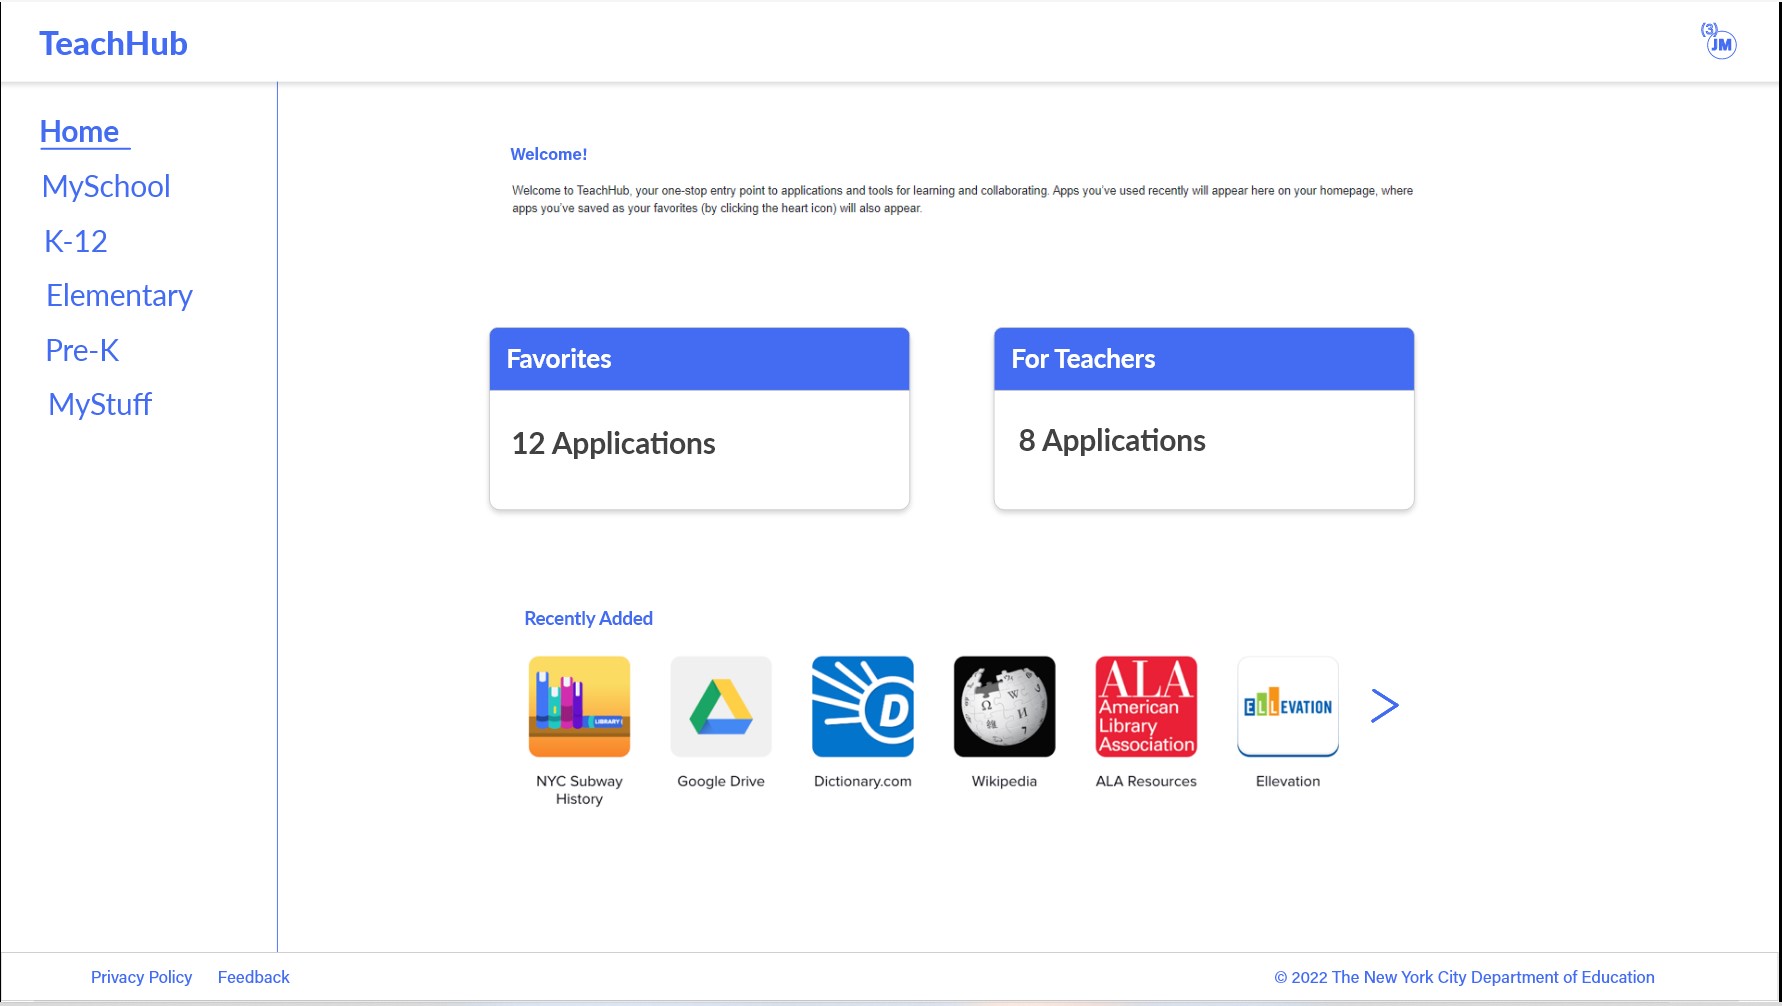 TeachHub
(3)
JM
Home
MySchool
K-12
Elementary
Pre-K
MyStuff
Welcome!
Welcome to TeachHub, your one-stop entry point to applications and tools for learning and collaborating. Apps you've used recently will appear here on your homepage, where
apps you've saved as your favorites (by clicking the heart icon) will also appear.
Favorites
12 Applications
For Teachers
8 Applications
Recently Added
LIBRARY
NYC Subway
History
Google Drive
D
Dictionary.com
W
Ω
И
Wikipedia
ALA
American
Library
Association
ALA Resources
ELLEVATION
Ellevation
Privacy Policy
Feedback
© 2022 The New York City Department of Education